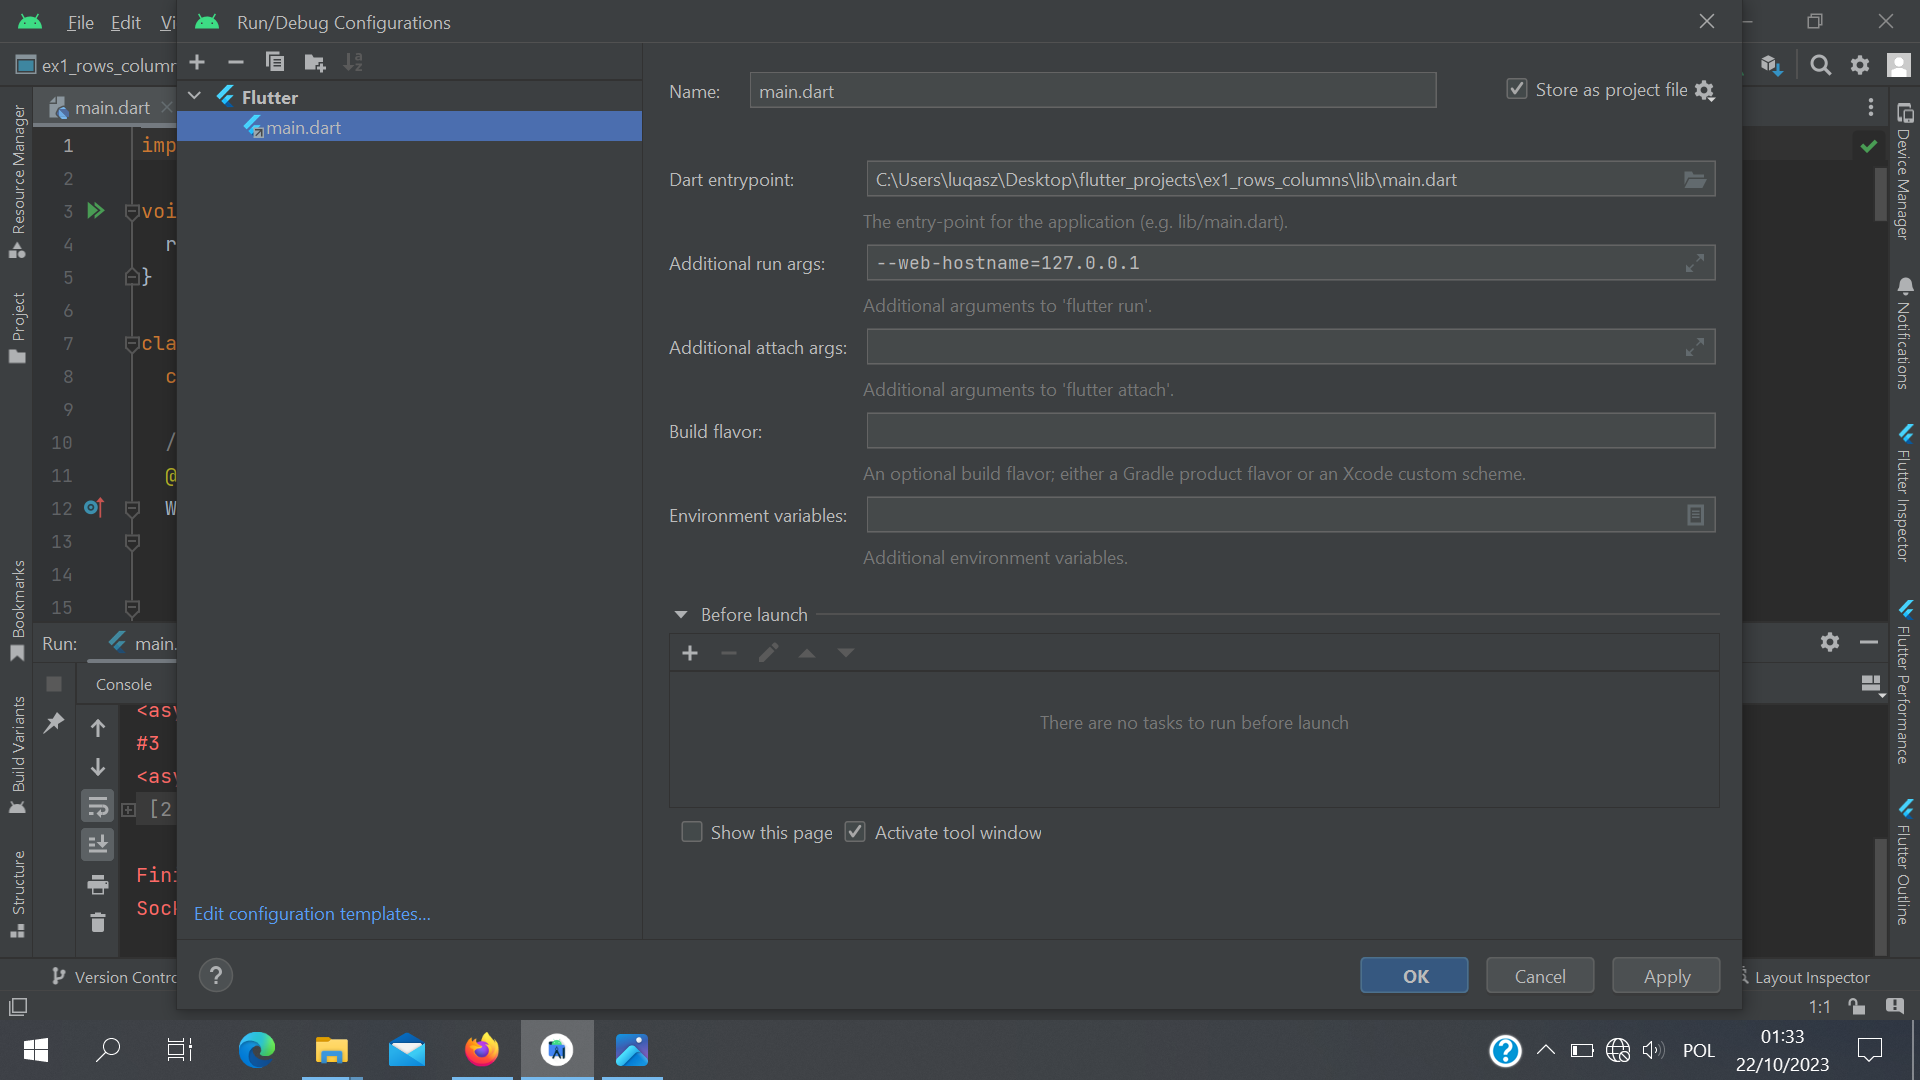 File Edit Vi
Run/Debug Configurations
ex1_rows_column
main.dart
Flutter
main.dart
Name: main.dart
Store as project file
Dart entrypoint: C:\Users\luqasz\Desktop\flutter_projects\ex1_rows_columns\lib\main.dart
The entry-point for the application (e.g. lib/main.dart).
Additional run args: --web-hostname=127.0.0.1
Additional arguments to 'flutter run'.
Additional attach args:
Additional arguments to 'flutter attach'.
Build flavor:
An optional build flavor; either a Gradle product flavor or an Xcode custom scheme.
Environment variables:
Additional environment variables.
Before launch
There are no tasks to run before launch
Show this page
Activate tool window
Edit configuration templates...
?
OK
Cancel
Apply
1 imp
2
3 voi
4 r
5 }
6
7 cla
8 c
9
10 /
11 @
12 W
13
14
15
Run: main.
Console
<asy
#3
<asy
[2
Fini
Sock
Resource Manager
Project
Bookmarks
Build Variants
Structure
Device Manager
Notifications
Flutter Inspector
Flutter Performance
Flutter Outline
Version Contro
Layout Inspector
1:1
POL
01:33
22/10/2023